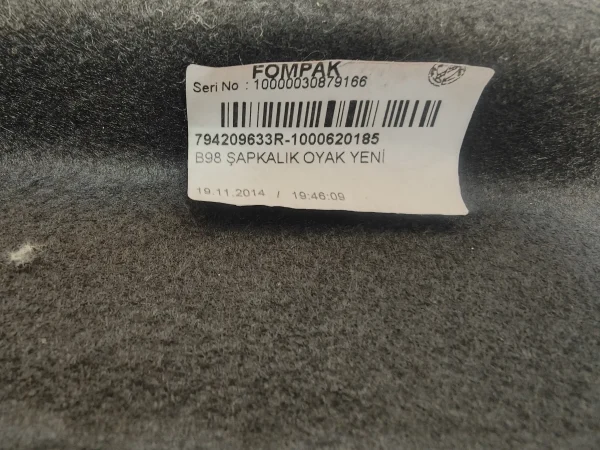 FOMPAK
Seri No : 10000030879166
794209633R-1000620185
B98 ŞAPKALIK OYAK YENİ
19.11.2014 / 19:46:09